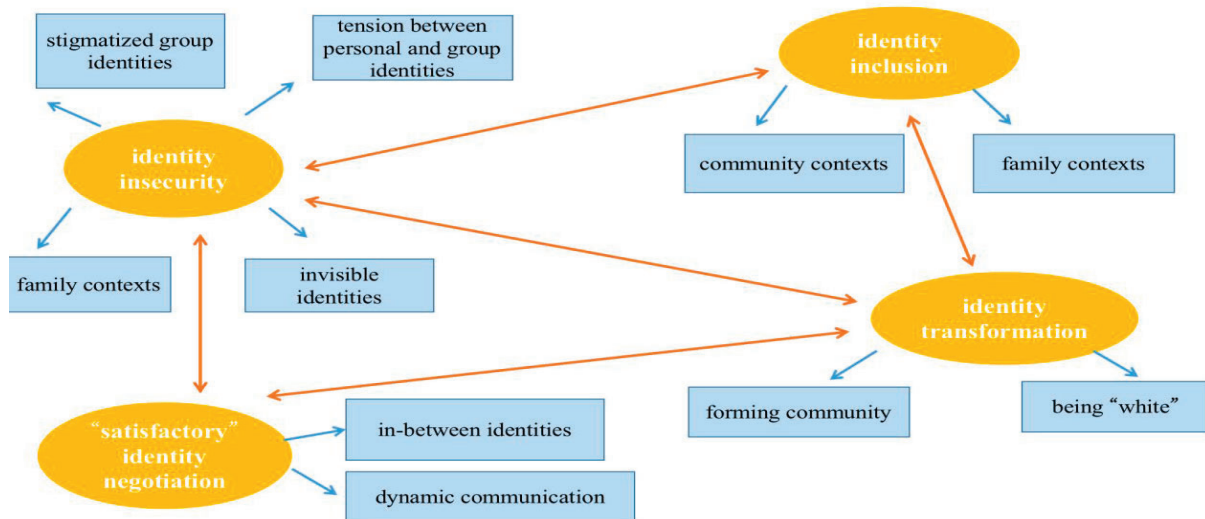 stigmatized group
identities
tension between
personal and group
identities
identity
inclusion
identity
insecurity
community contexts
family contexts
family contexts
invisible
identities
identity
transformation
forming community
being “white”
“satisfactory”
identity
negotiation
in-between identities
dynamic communication